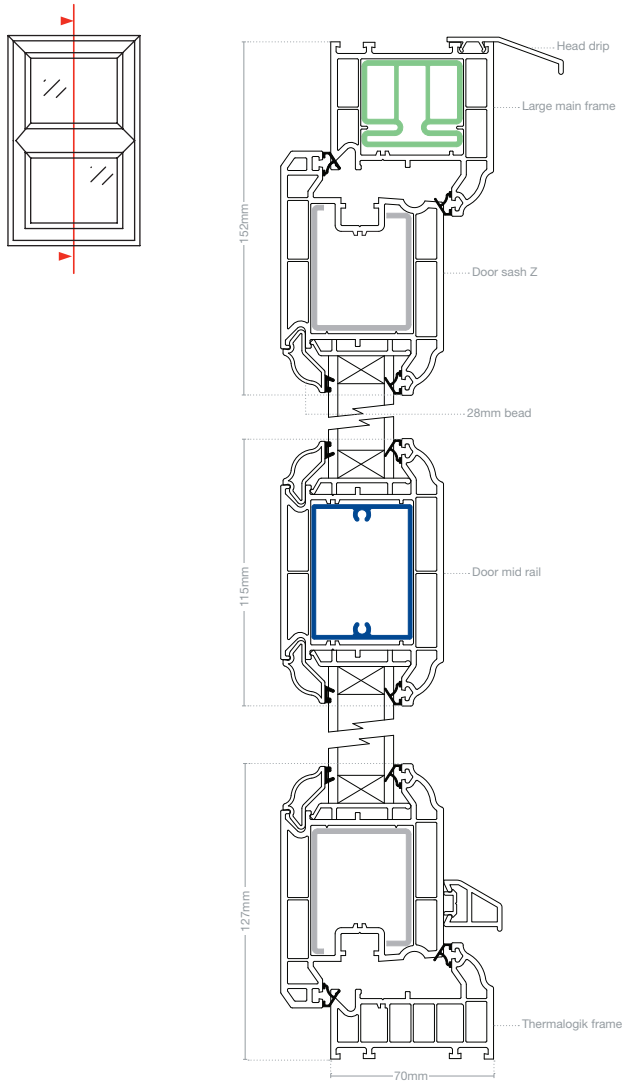 Head drip
Large main frame
152mm
Door sash Z
28mm bead
115mm
Door mid rail
127mm
Thermalogik frame
70mm